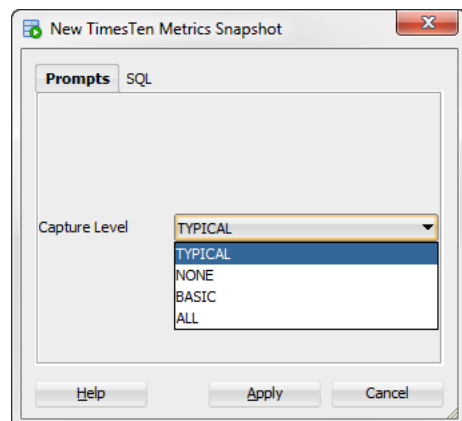 New TimesTen Metrics Snapshot
Prompts SQL
Capture Level TYPICAL
TYPICAL
NONE
BASIC
ALL
Help Apply Cancel